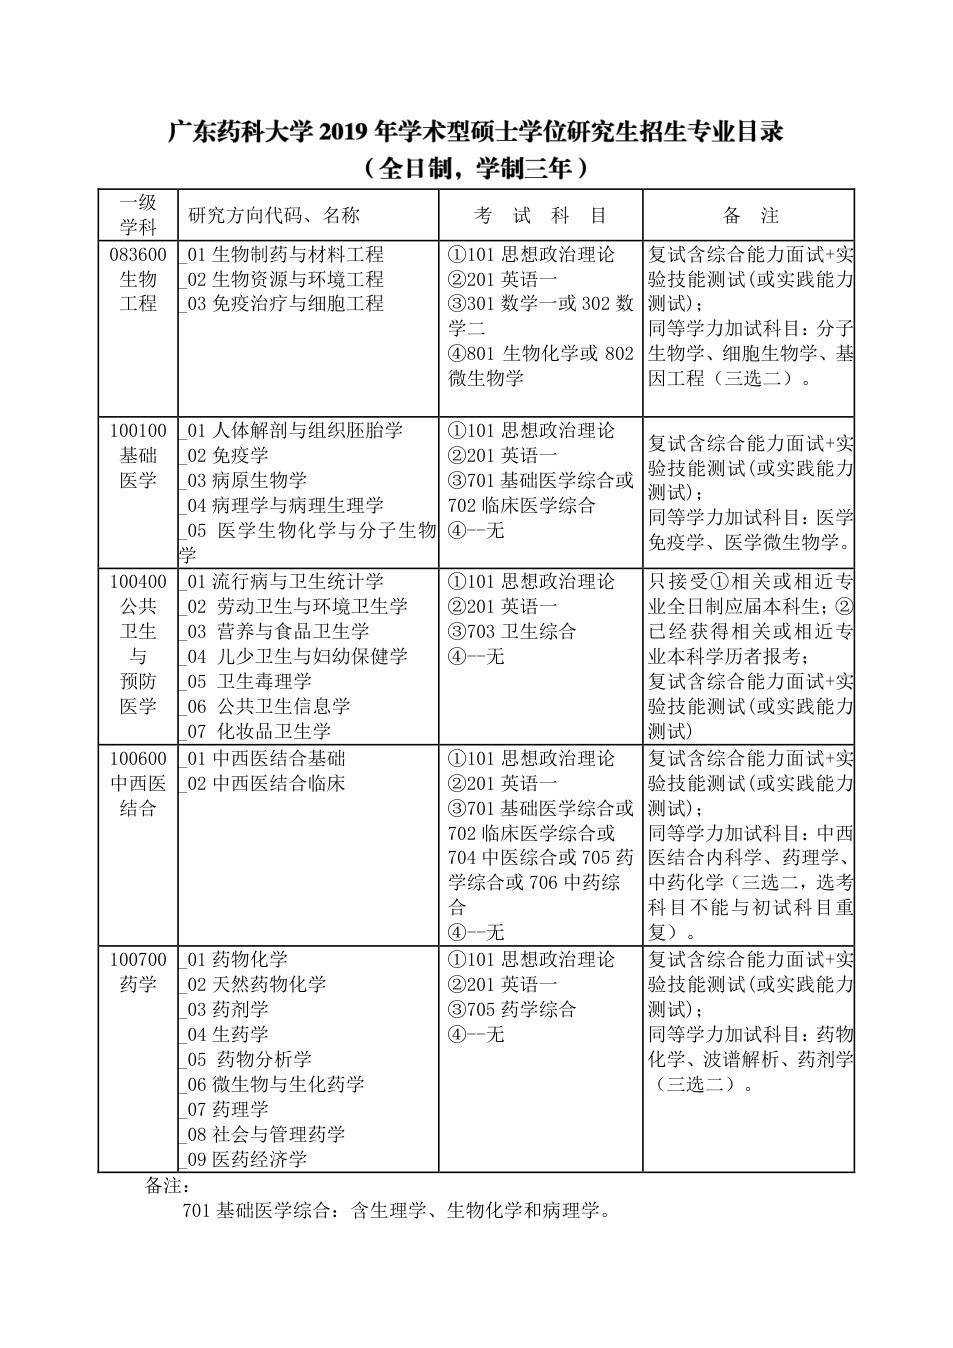 广东药科大学 2019 年学术型硕士学位研究生招生专业目录
（全日制，学制三年）
一级
学科
研究方向代码、名称
考 试 科 目
备 注
083600
生物
工程
_01 生物制药与材料工程
_02 生物资源与环境工程
_03 免疫治疗与细胞工程
①101 思想政治理论
②201 英语一
③301 数学一或 302 数
学二
④801 生物化学或 802
微生物学
复试含综合能力面试+实
验技能测试(或实践能力
测试)；
同等学力加试科目：分子
生物学、细胞生物学、基
因工程（三选二）。
100100
基础
医学
_01 人体解剖与组织胚胎学
_02 免疫学
_03 病原生物学
_04 病理学与病理生理学
_05 医学生物化学与分子生物
学
①101 思想政治理论
②201 英语一
③701 基础医学综合或
702 临床医学综合
④--无
复试含综合能力面试+实
验技能测试(或实践能力
测试)；
同等学力加试科目：医学
免疫学、医学微生物学。
100400
公共
卫生
与
预防
医学
_01 流行病与卫生统计学
_02 劳动卫生与环境卫生学
_03 营养与食品卫生学
_04 儿少卫生与妇幼保健学
_05 卫生毒理学
_06 公共卫生信息学
_07 化妆品卫生学
①101 思想政治理论
②201 英语一
③703 卫生综合
④--无
只接受①相关或相近专
业全日制应届本科生；②
已经获得相关或相近专
业本科学历者报考；
复试含综合能力面试+实
验技能测试(或实践能力
测试)
100600
中西医
结合
_01 中西医结合基础
_02 中西医结合临床
①101 思想政治理论
②201 英语一
③701 基础医学综合或
702 临床医学综合或
704 中医综合或 705 药
学综合或 706 中药综
合
④--无
复试含综合能力面试+实
验技能测试(或实践能力
测试)；
同等学力加试科目：中西
医结合内科学、药理学、
中药化学（三选二，选考
科目不能与初试科目重
复）。
100700
药学
_01 药物化学
_02 天然药物化学
_03 药剂学
_04 生药学
_05 药物分析学
_06 微生物与生化药学
_07 药理学
_08 社会与管理药学
_09 医药经济学
①101 思想政治理论
②201 英语一
③705 药学综合
④--无
复试含综合能力面试+实
验技能测试(或实践能力
测试)；
同等学力加试科目：药物
化学、波谱解析、药剂学
（三选二）。
备注：
701 基础医学综合：含生理学、生物化学和病理学。